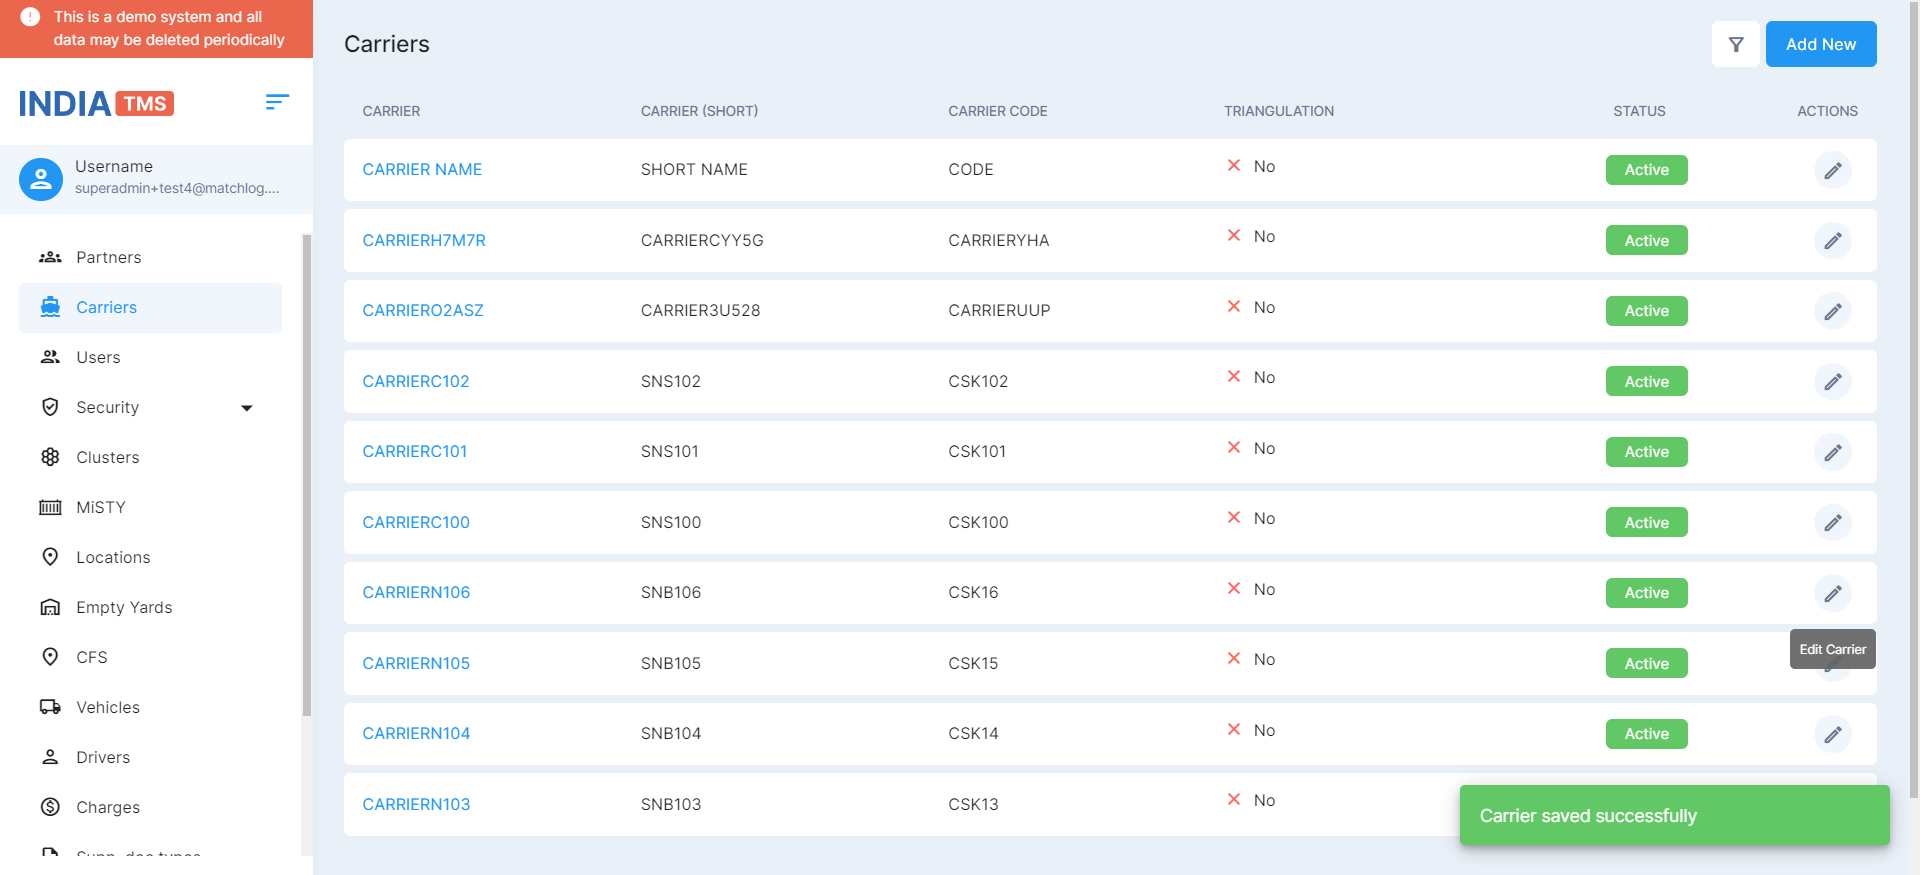 This is a demo system and all
data may be deleted periodically
INDIA TMS
Username
superadmin+test4@matchlog....
Partners
Carriers
Users
Security
Clusters
MiSTY
Locations
Empty Yards
CFS
Vehicles
Drivers
Charges
Supp. doc types
Carriers
Add New
CARRIER CARRIER (SHORT) CARRIER CODE TRIANGULATION STATUS ACTIONS
CARRIER NAME SHORT NAME CODE No Active
CARRIERH7M7R CARRIERCYY5G CARRIERYHA No Active
CARRIERO2ASZ CARRIER3U528 CARRIERUUP No Active
CARRIERC102 SNS102 CSK102 No Active
CARRIERC101 SNS101 CSK101 No Active
CARRIERC100 SNS100 CSK100 No Active
CARRIERN106 SNB106 CSK16 No Active
CARRIERN105 SNB105 CSK15 No Active
Edit Carrier
CARRIERN104 SNB104 CSK14 No Active
CARRIERN103 SNB103 CSK13 No
Carrier saved successfully